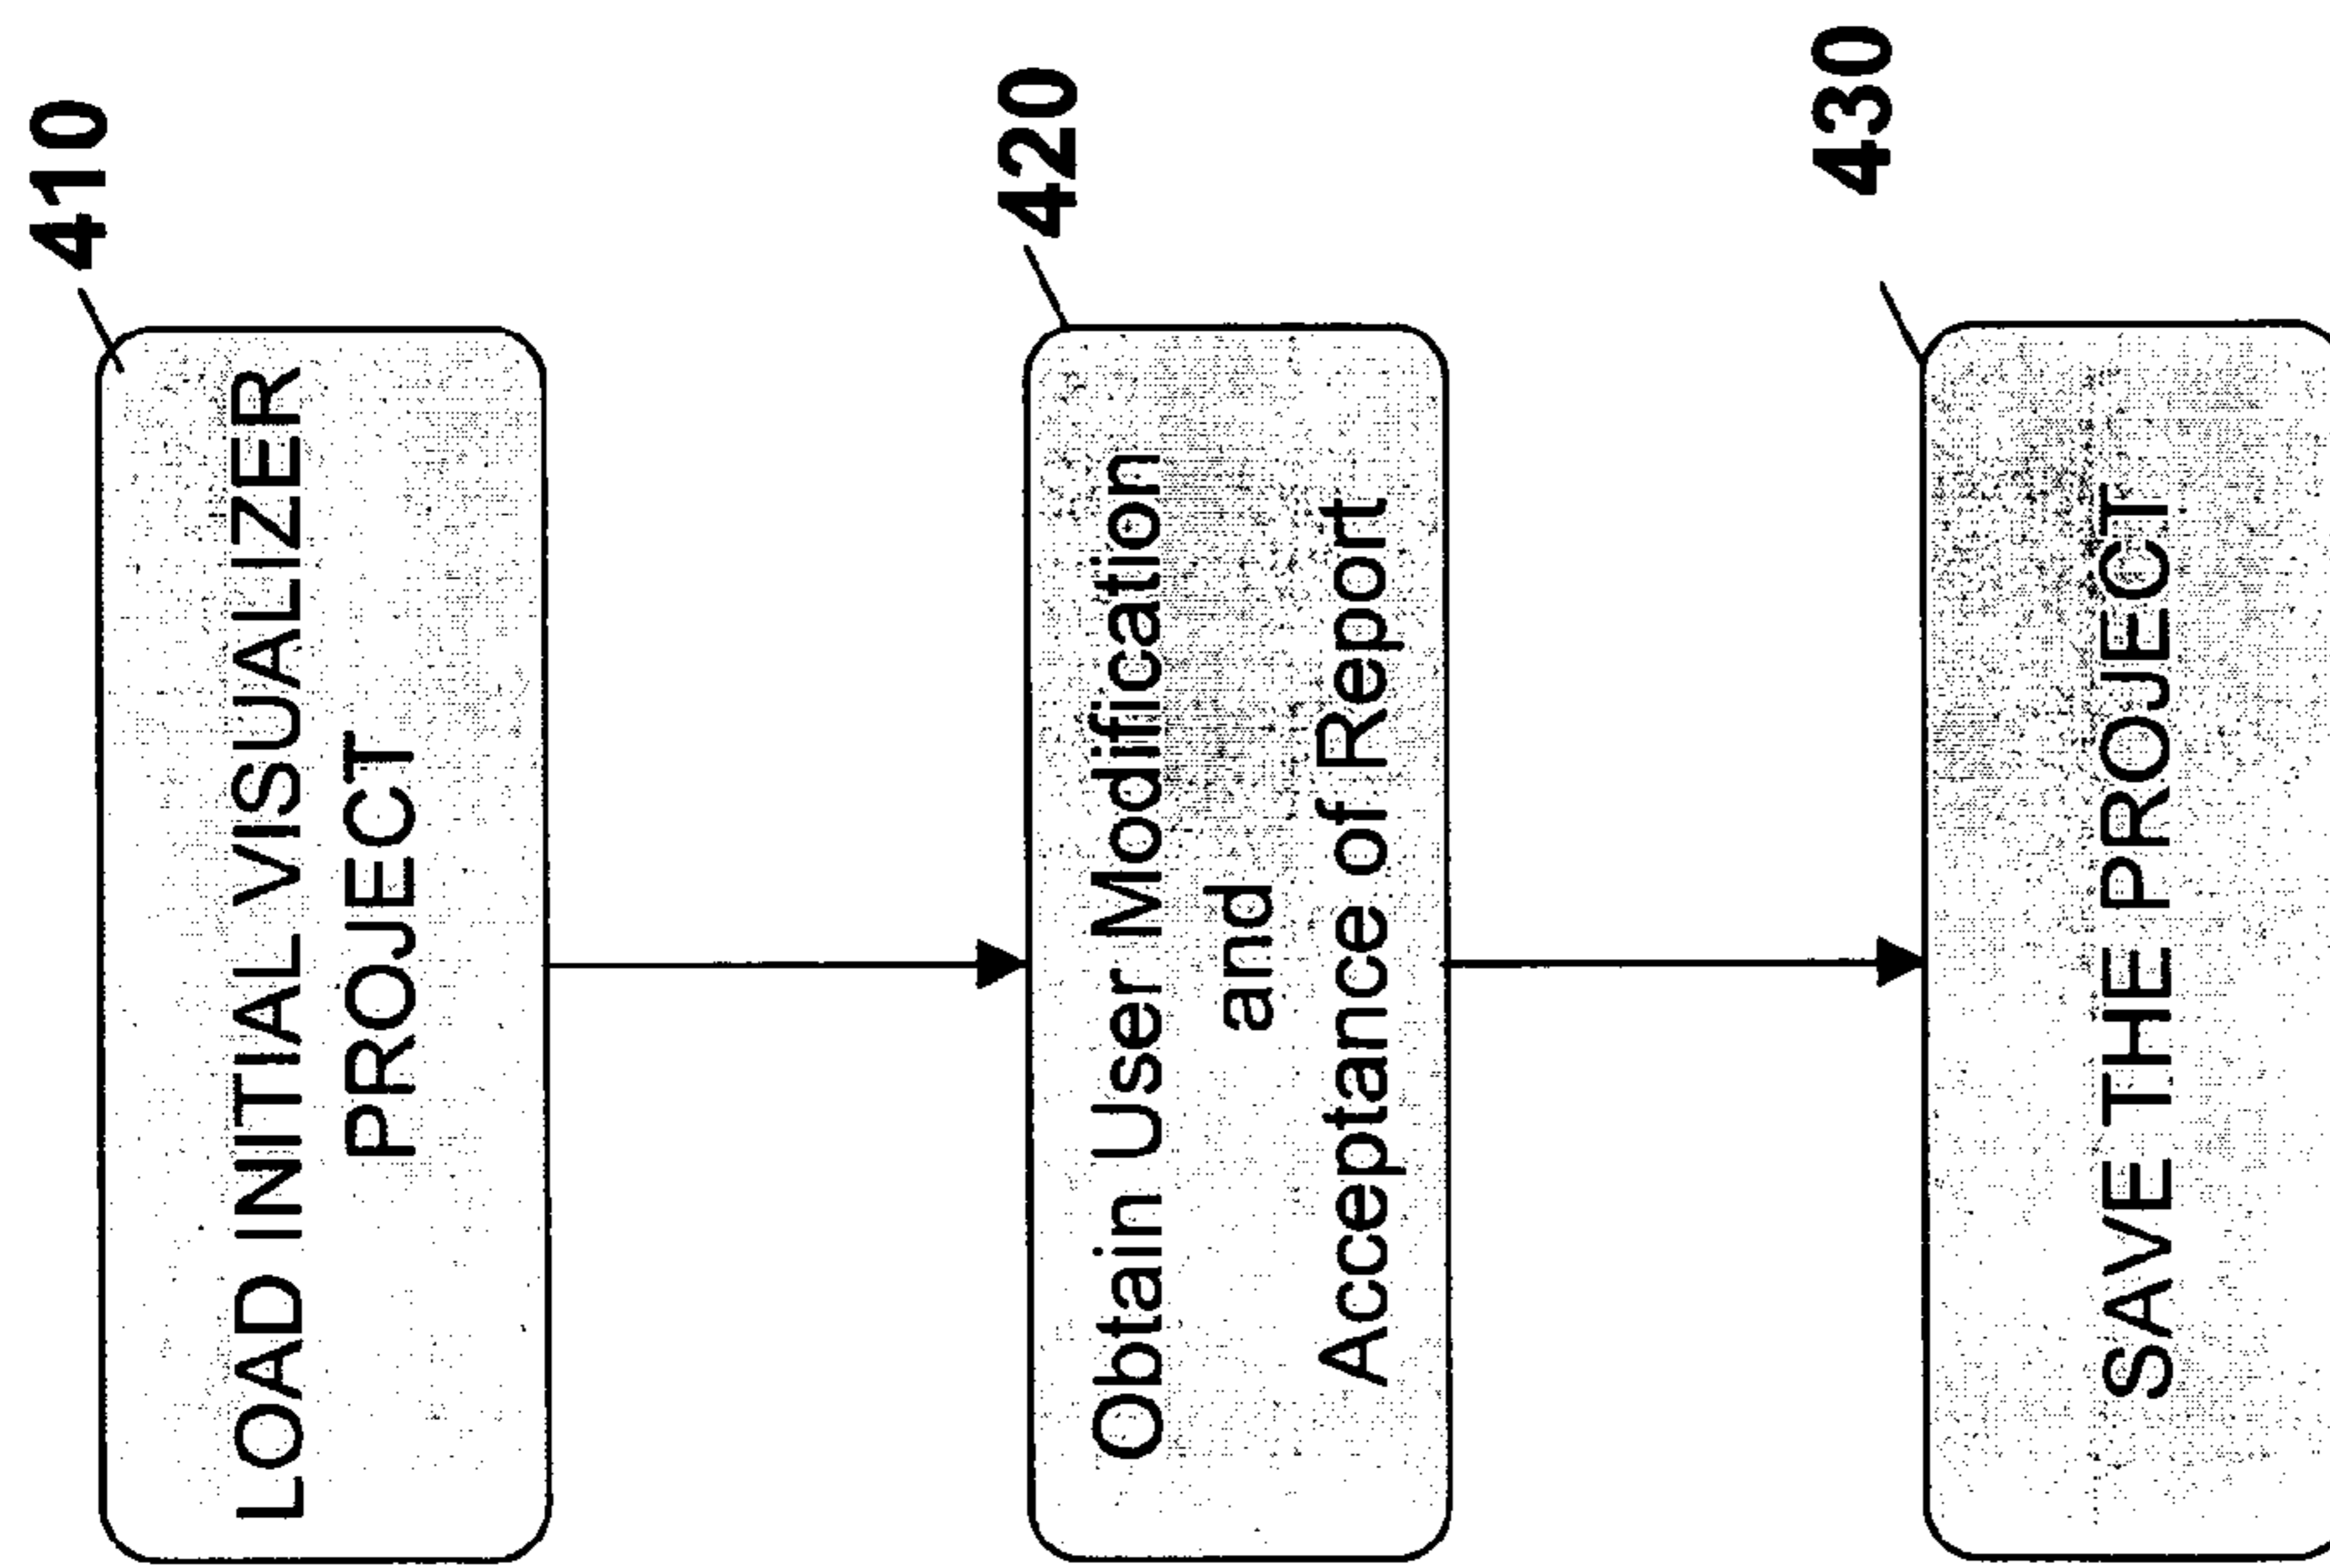 410
LOAD INITIAL VISUALIZER
PROJECT
420
Obtain User Modification
and
Acceptance of Report
430
SAVE THE PROJECT